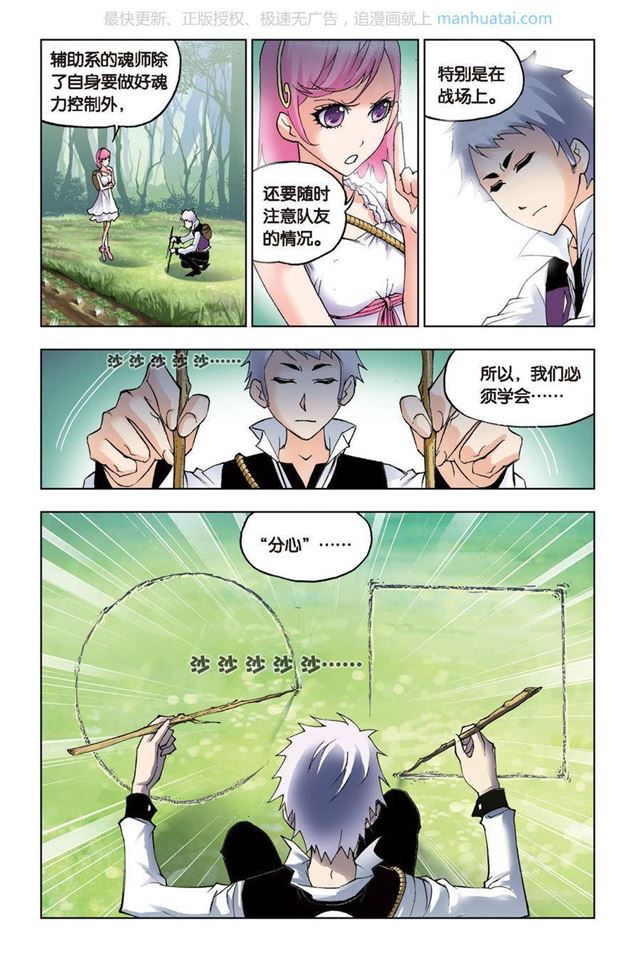 最快更新、正版授权、极速无广告，追漫画就上 manhuatai.com
辅助系的魂师除
了自身要做好魂
力控制外，
还要随时
注意队友
的情况。
特别是在
战场上。
沙沙沙沙沙……
所以，我们必
须学会……
“分心”……
沙沙沙沙沙……